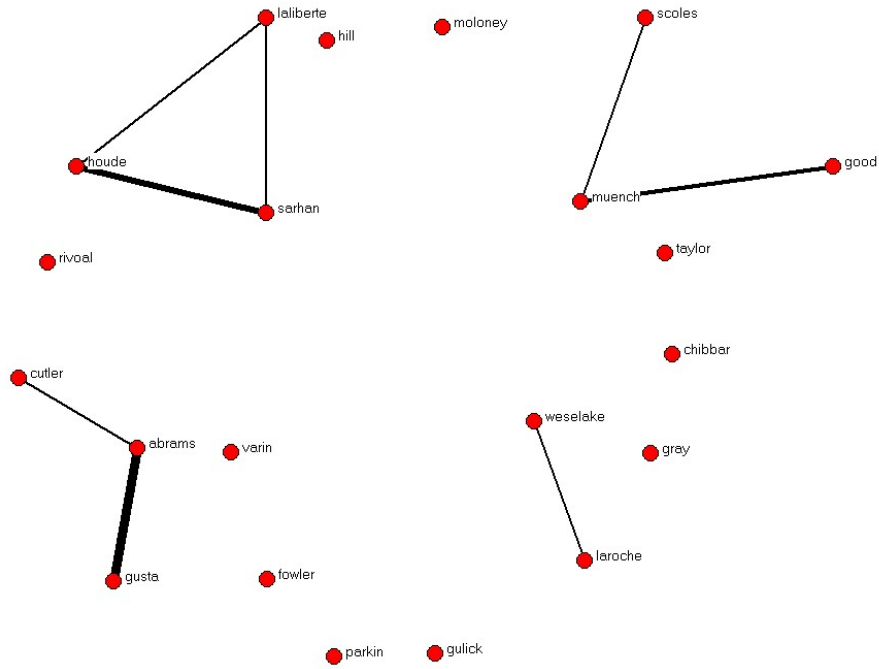 laliberte
hill
moloney
scoles
houde
good
muench
sarhan
taylor
rivoal
chibbar
cutler
weselake
abrams
varin
gray
laroche
gusta
fowler
parkin
gulick